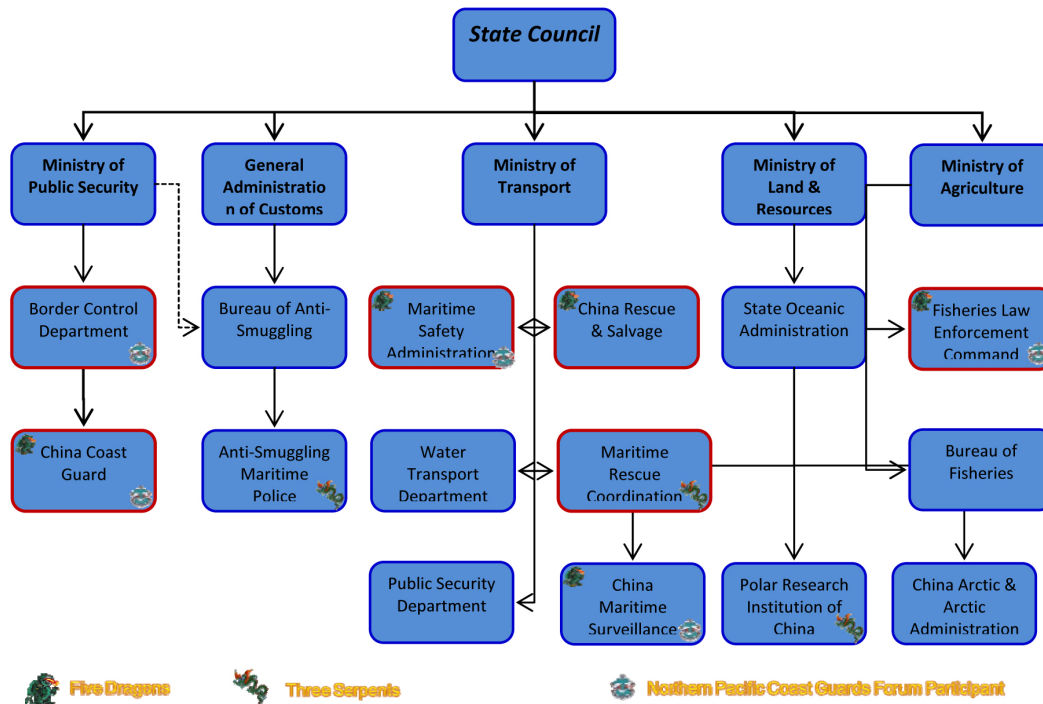 State Council
Ministry of
Public Security
General
Administratio
n of Customs
Ministry of
Transport
Ministry of
Land &
Resources
Ministry of
Agriculture
Border Control
Department
Bureau of Anti-
Smuggling
Maritime
Safety
Administration
China Rescue
& Salvage
State Oceanic
Administration
Fisheries Law
Enforcement
Command
China Coast
Guard
Anti-Smuggling
Maritime
Police
Water
Transport
Department
Maritime
Rescue
Coordination
Bureau of
Fisheries
Public Security
Department
China
Maritime
Surveillance
Polar Research
Institution of
China
China Arctic &
Arctic
Administration
Five Dragons
Three Serpents
Northern Pacific Coast Guards Forum Participant